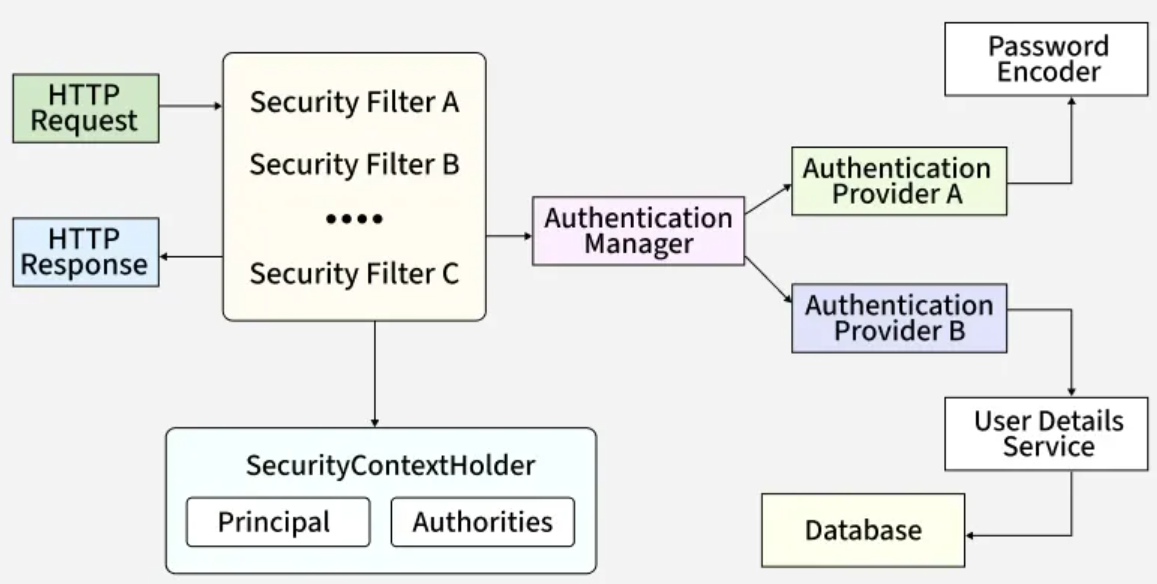 HTTP
Request
HTTP
Response
Security Filter A
Security Filter B
••••
Security Filter C
Authentication
Manager
Authentication
Provider A
Authentication
Provider B
Password
Encoder
User Details
Service
Database
SecurityContextHolder
Principal
Authorities